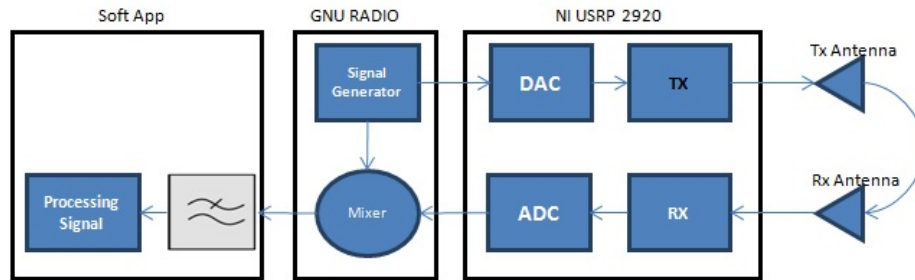 Soft App
GNU RADIO
NI USRP 2920
Signal
Generator
DAC
TX
Tx Antenna
Processing
Signal
Mixer
ADC
RX
Rx Antenna